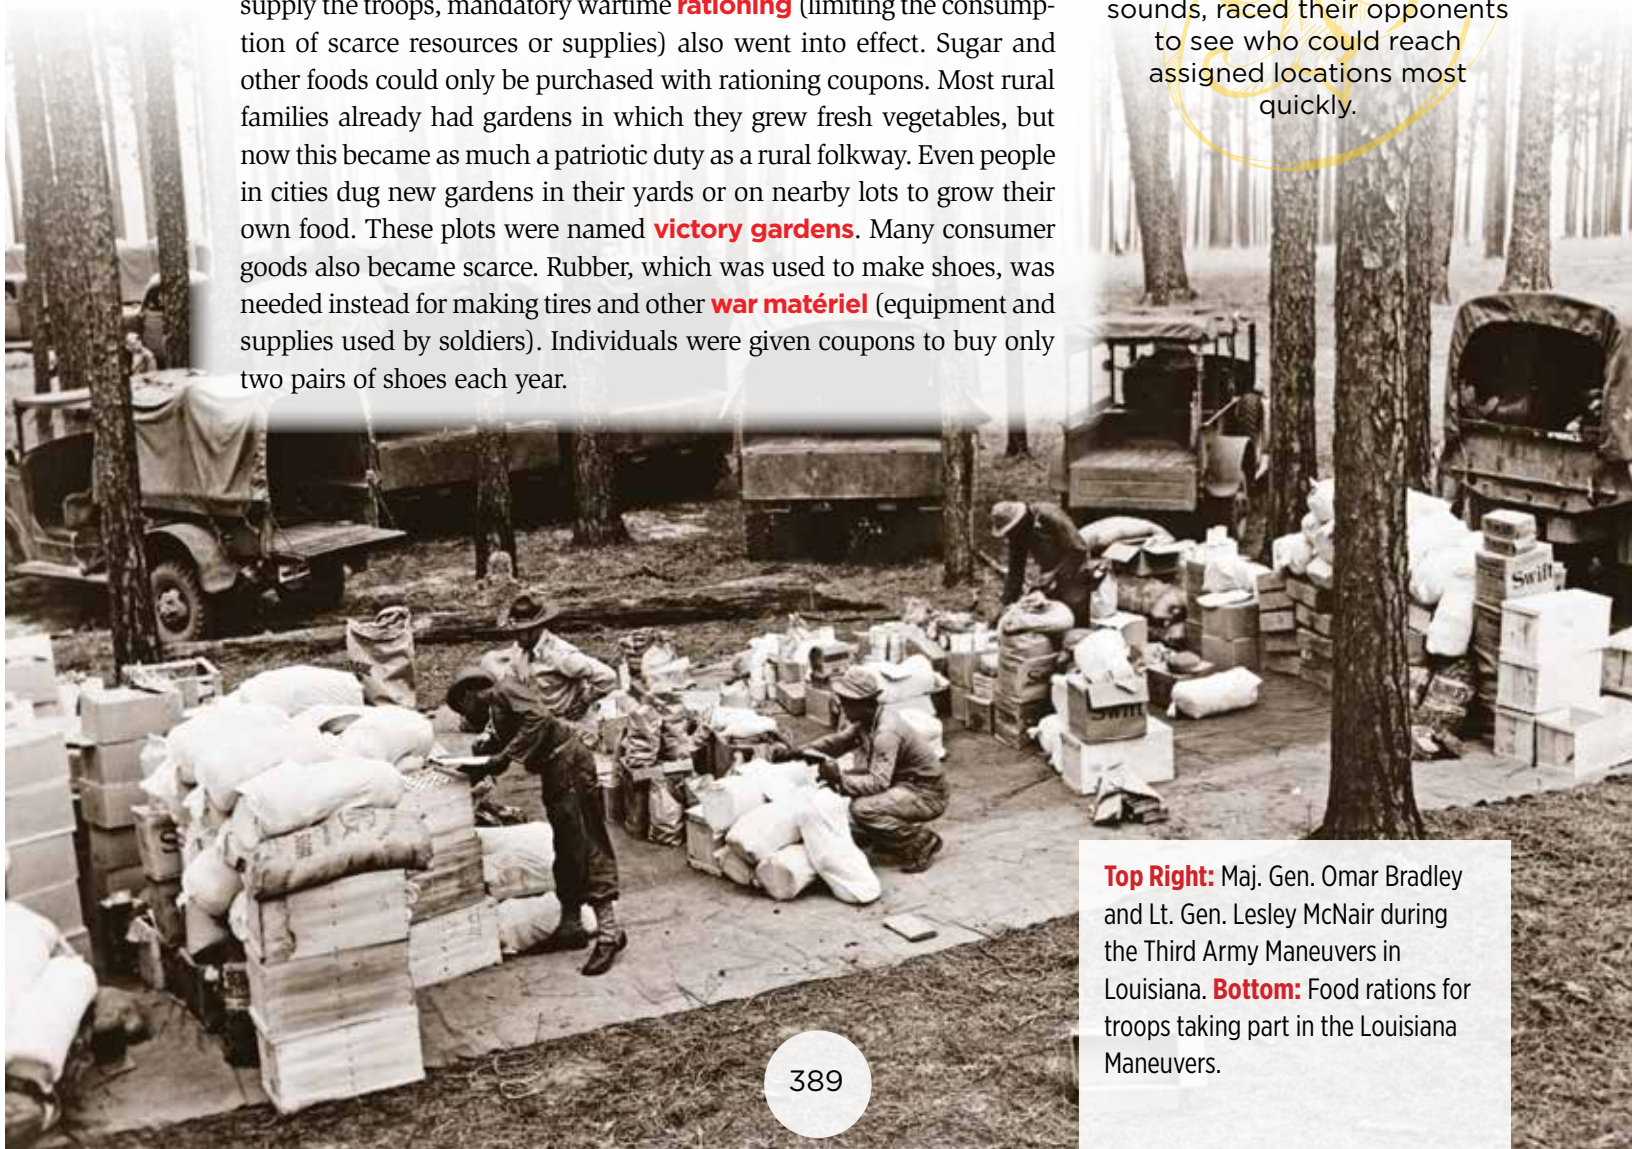 supply the troops, mandatory wartime rationing (limiting the consump-
tion of scarce resources or supplies) also went into effect. Sugar and
other foods could only be purchased with rationing coupons. Most rural
families already had gardens in which they grew fresh vegetables, but
now this became as much a patriotic duty as a rural folkway. Even people
in cities dug new gardens in their yards or on nearby lots to grow their
own food. These plots were named victory gardens. Many consumer
goods also became scarce. Rubber, which was used to make shoes, was
needed instead for making tires and other war matériel (equipment and
supplies used by soldiers). Individuals were given coupons to buy only
two pairs of shoes each year.
sounds, raced their opponents
to see who could reach
assigned locations most
quickly.
Swift
Swift
Top Right: Maj. Gen. Omar Bradley
and Lt. Gen. Lesley McNair during
the Third Army Maneuvers in
Louisiana. Bottom: Food rations for
troops taking part in the Louisiana
Maneuvers.
389